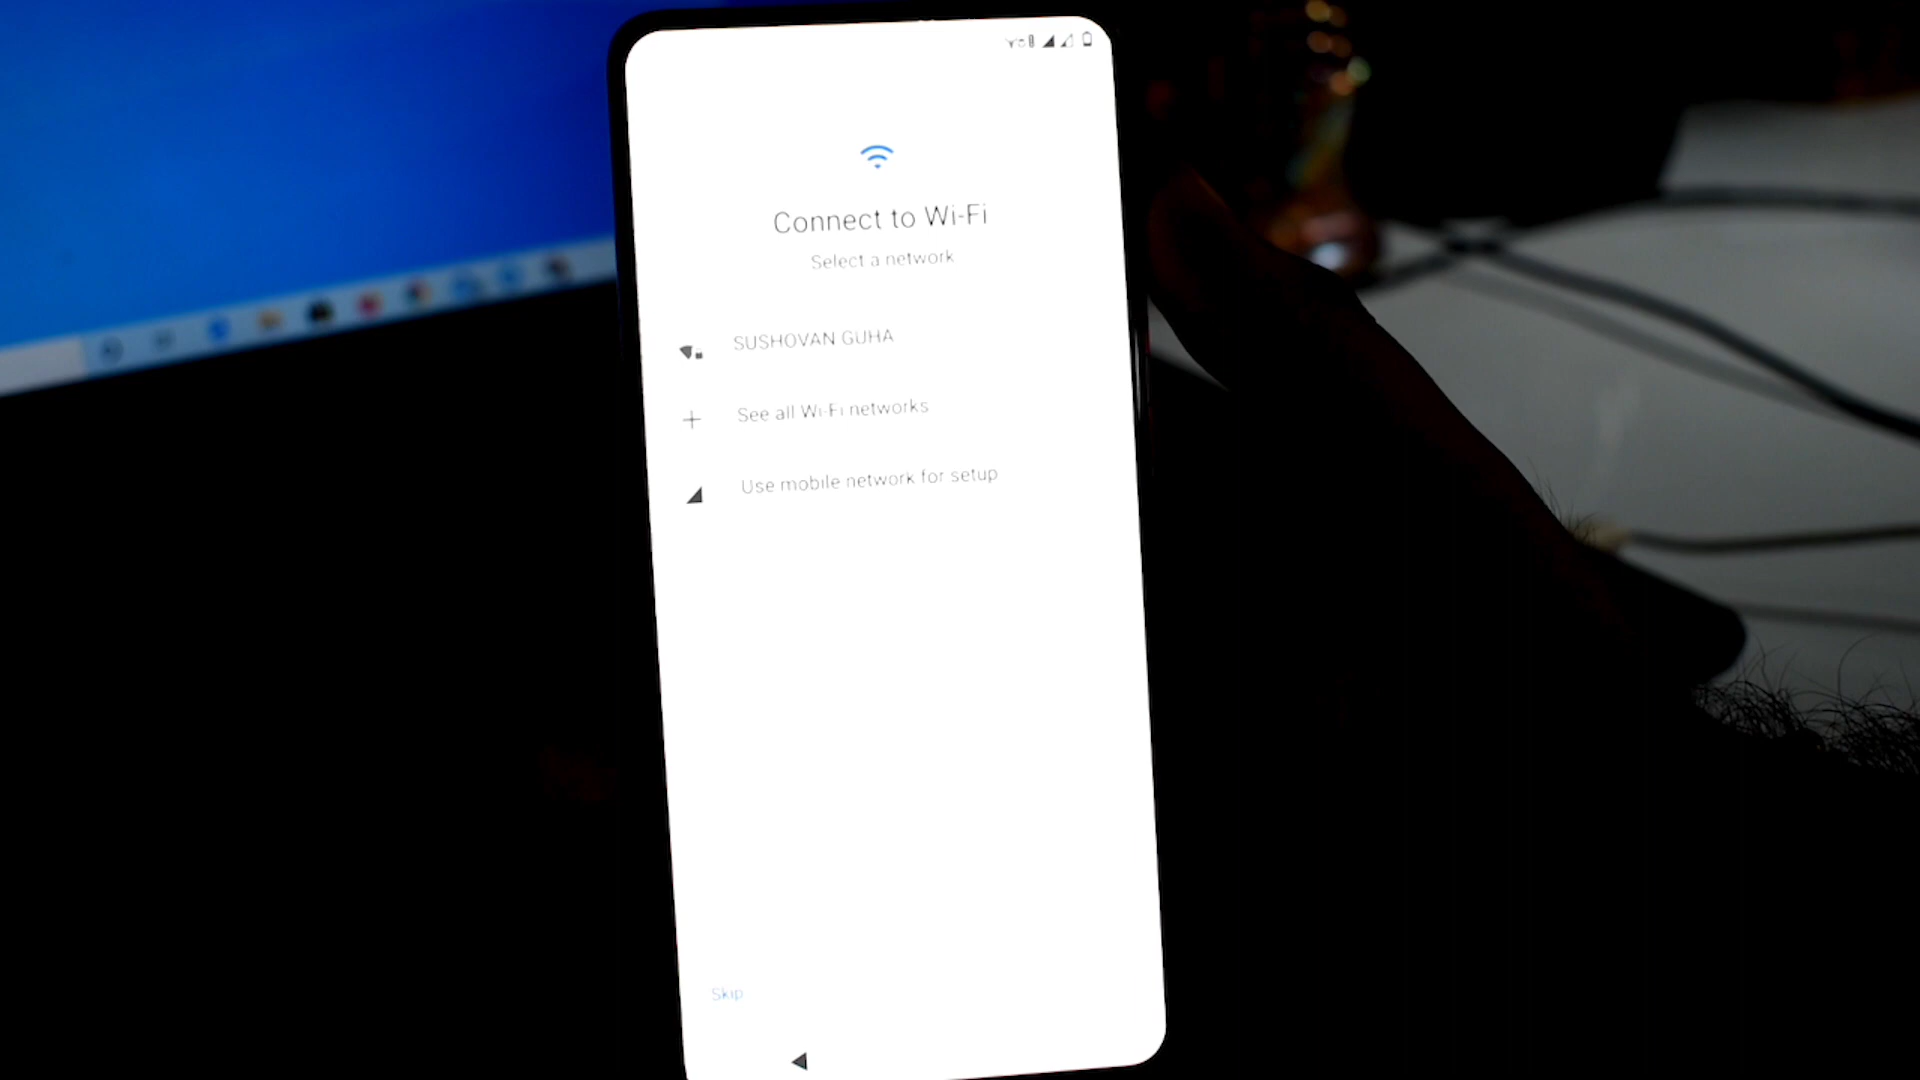 Connect to Wi-Fi
Select a network
SUSHOVAN GUHA
See all Wi-Fi networks
Use mobile network for setup
Skip